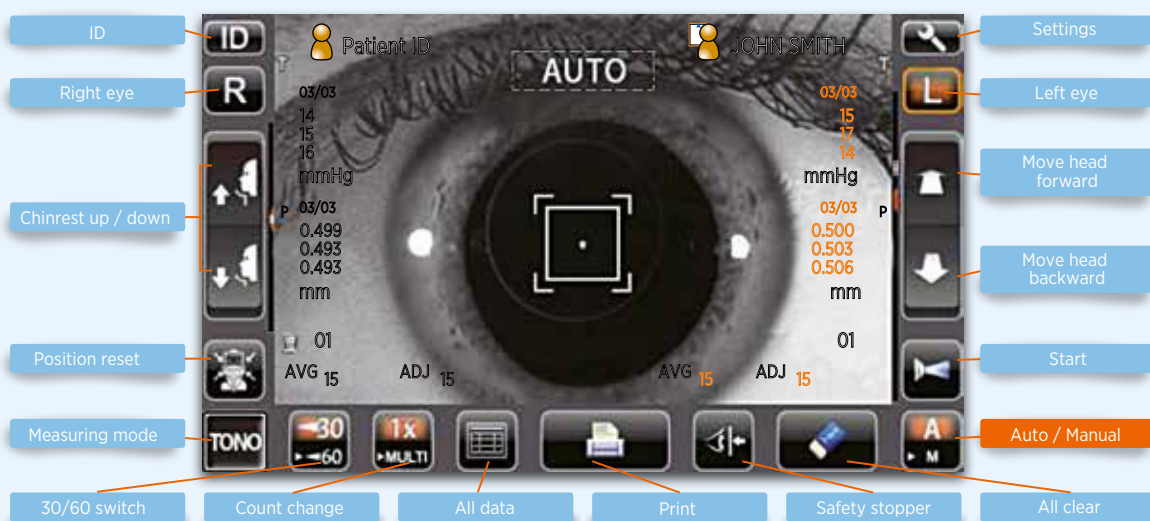 ID
Right eye
Chinrest up / down
Position reset
Measuring mode
30/60 switch
Count change
All data
Print
Safety stopper
All clear
Settings
Left eye
Move head
forward
Move head
backward
Start
Auto / Manual
ID
R
Patient ID
JOHN SMITH
AUTO
L
T
T
03/03
14
15
16
mmHg
P 03/03
0.499
0.493
0.493
mm
01
AVG 15 ADJ 15
03/03
15
17
14
mmHg
03/03 P
0.500
0.503
0.506
mm
01
AVG 15 ADJ 15
TONO
30
60
1x
MULTI
A
M